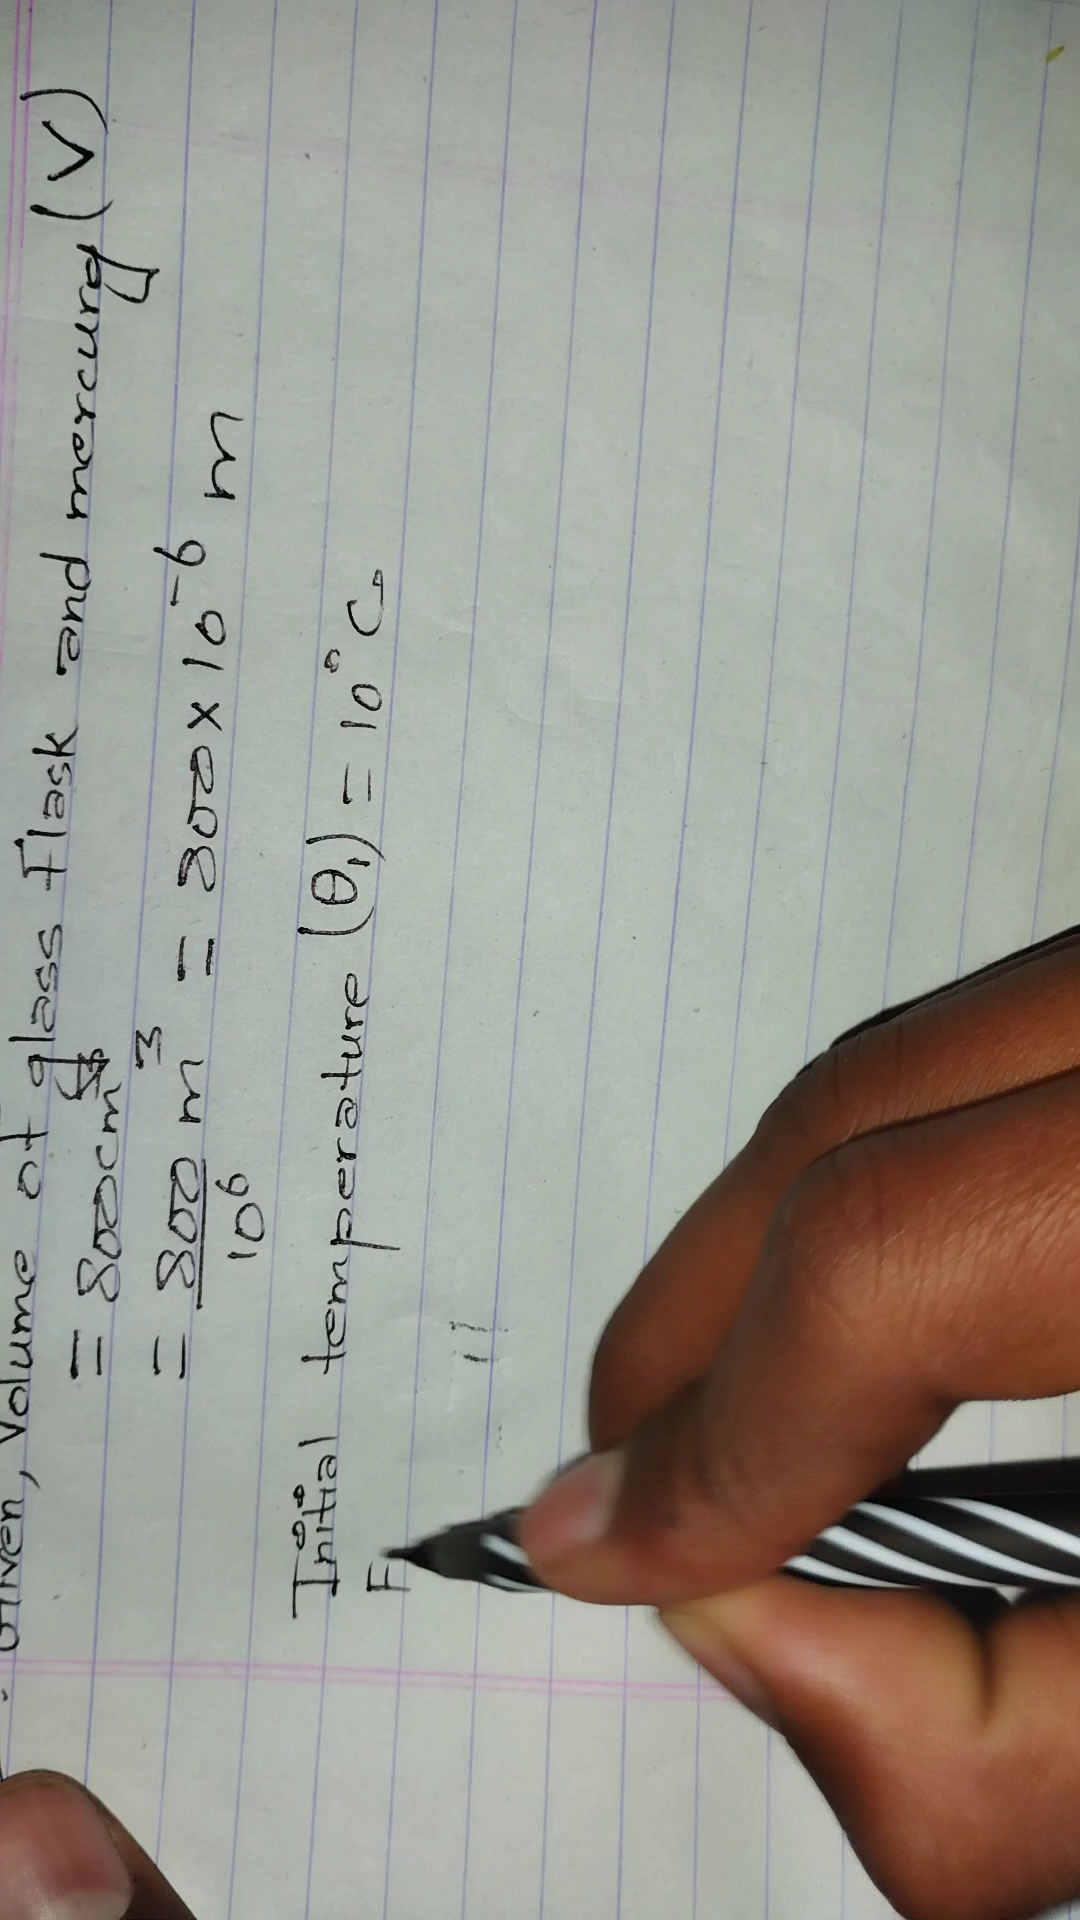 Given, Volume of glass flask and mercury (V)
= 800cm³
= 800/10⁶ m³ = 800 × 10⁻⁶ m
Initial temperature (θ₁) = 10°C
F